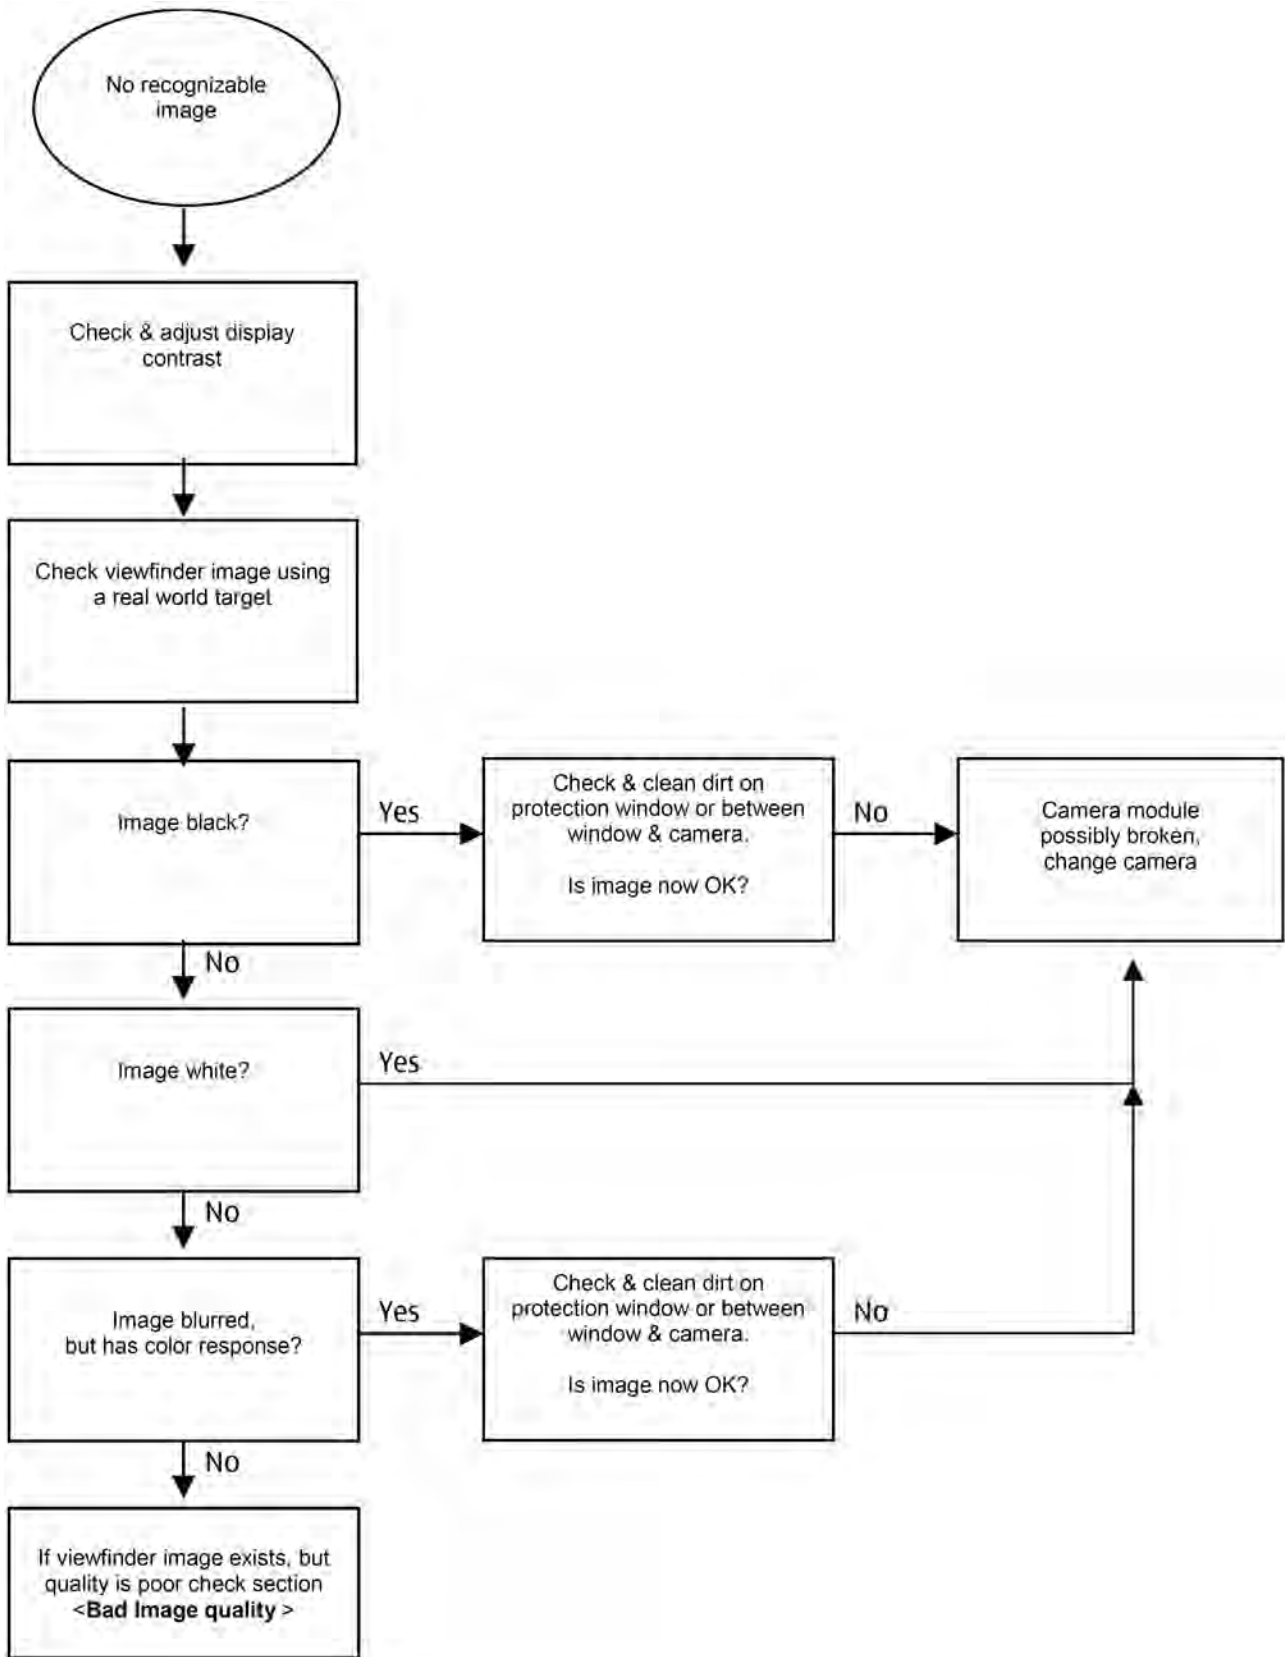 No recognizable
image
Check & adjust display
contrast
Check viewfinder image using
a real world target
Image black?
Yes
Check & clean dirt on
protection window or between
window & camera.
Is image now OK?
No
Camera module
possibly broken,
change camera
No
Image white?
Yes
No
Image blurred,
but has color response?
Yes
Check & clean dirt on
protection window or between
window & camera.
Is image now OK?
No
No
If viewfinder image exists, but
quality is poor check section
<Bad Image quality >